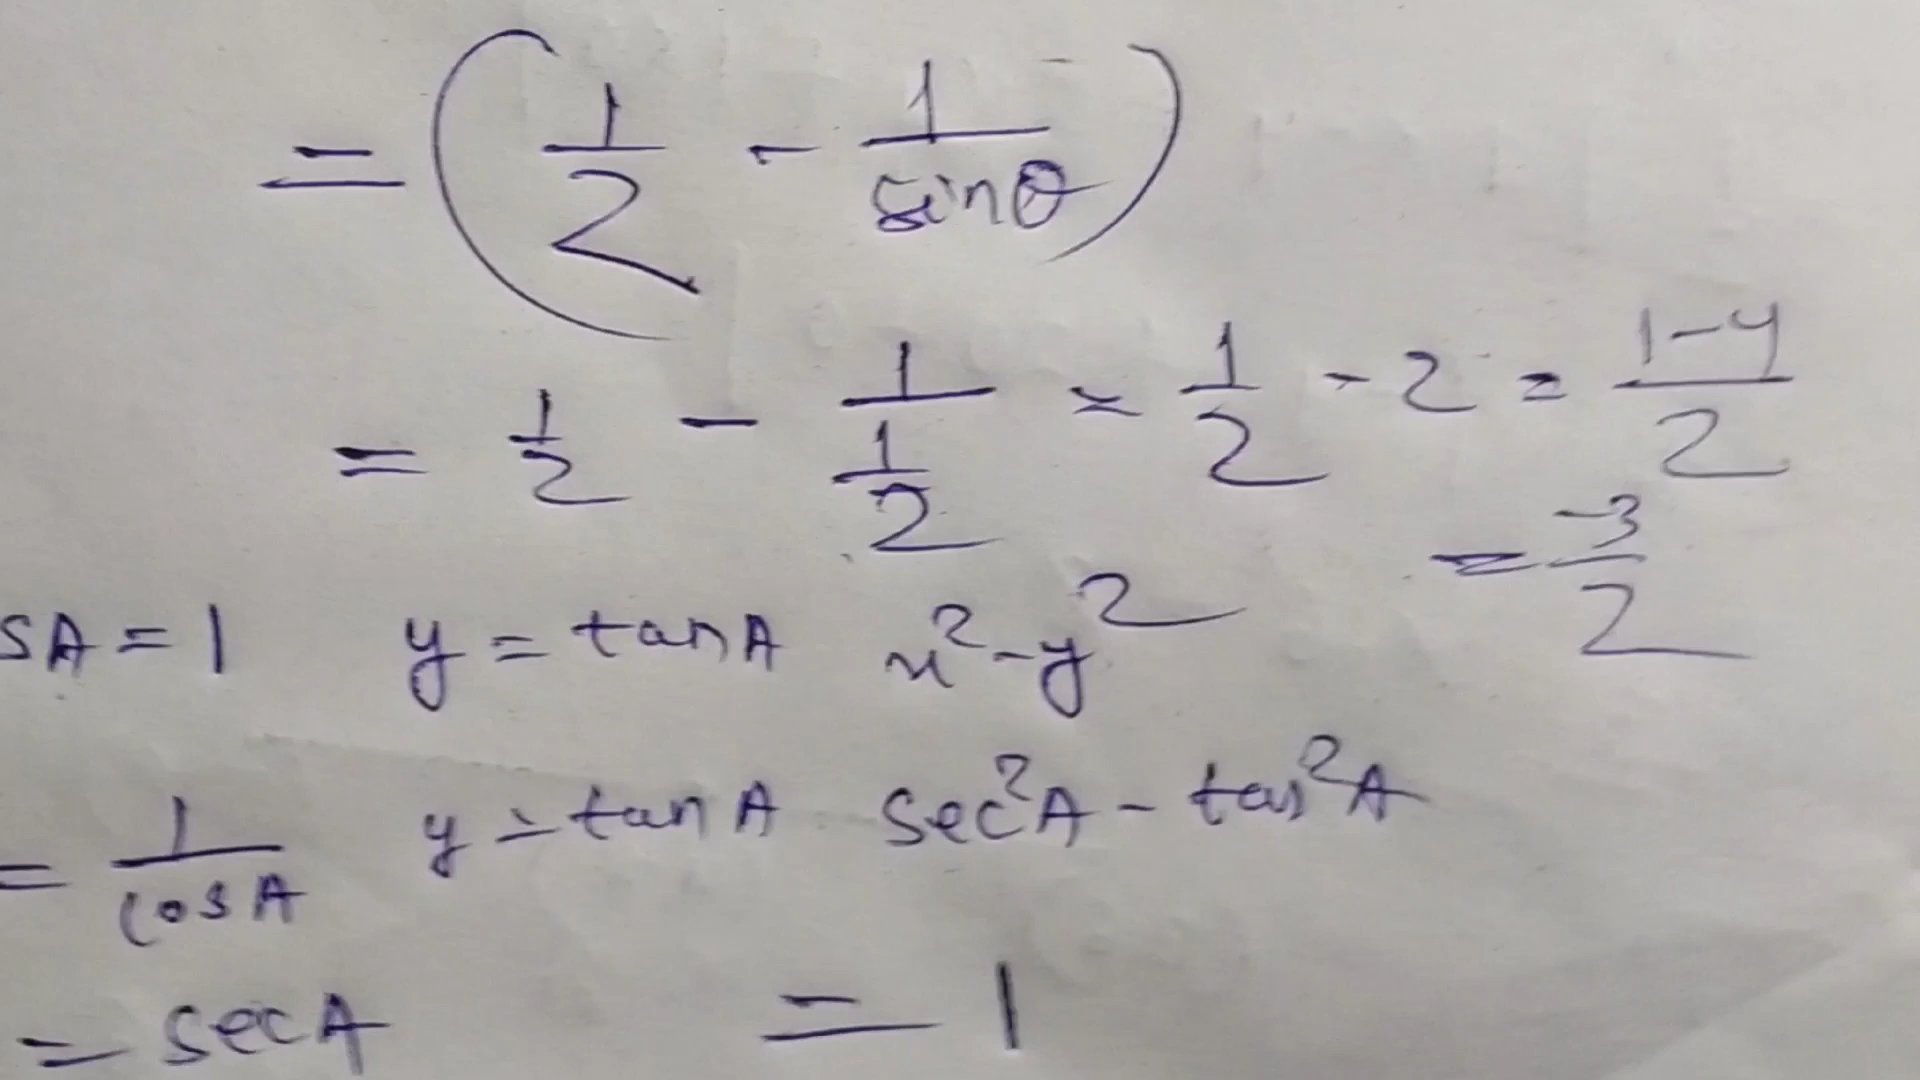 = ( 1/2 - 1/sinθ )
= 1/2 - 1/(1/2) = 1/2 - 2 = (1-4)/2
= -3/2
SA = 1 y = tanA x² - y²
= 1/cosA y = tanA sec²A - tan²A
= secA = 1